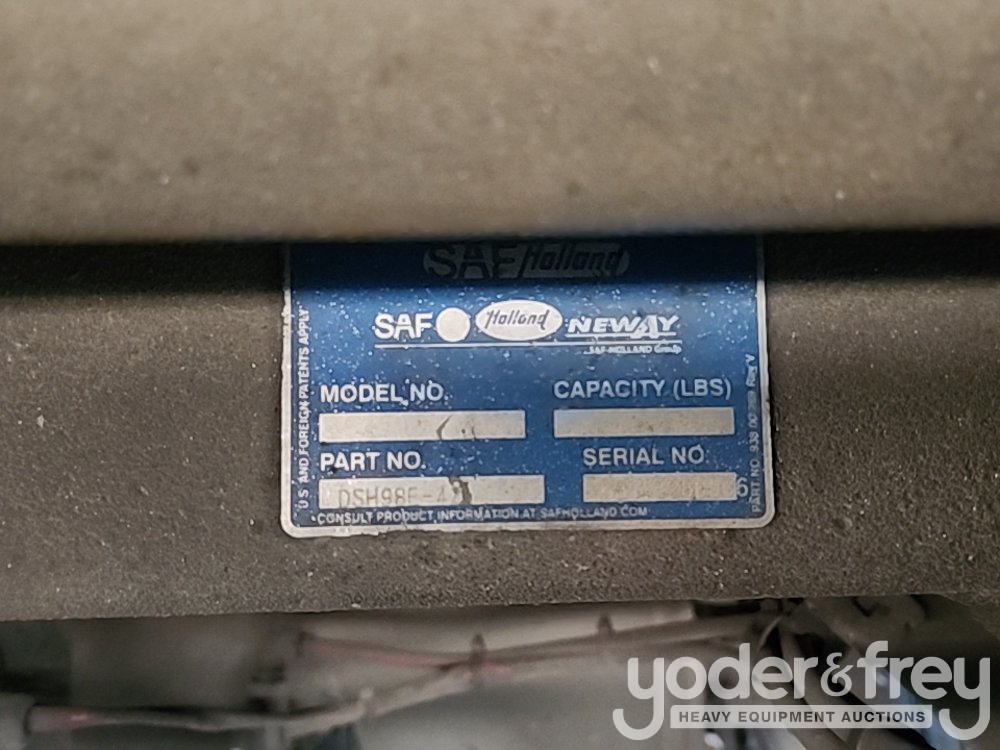 SAF Holland
SAF Holland NEWAY
SAF-HOLLAND Group
MODEL NO. CAPACITY (LBS)
PART NO. SERIAL NO
CONSULT PRODUCT INFORMATION AT SAFHOLLAND.COM
U S AND FOREIGN PATENTS APPLY
yoder&frey
HEAVY EQUIPMENT AUCTIONS